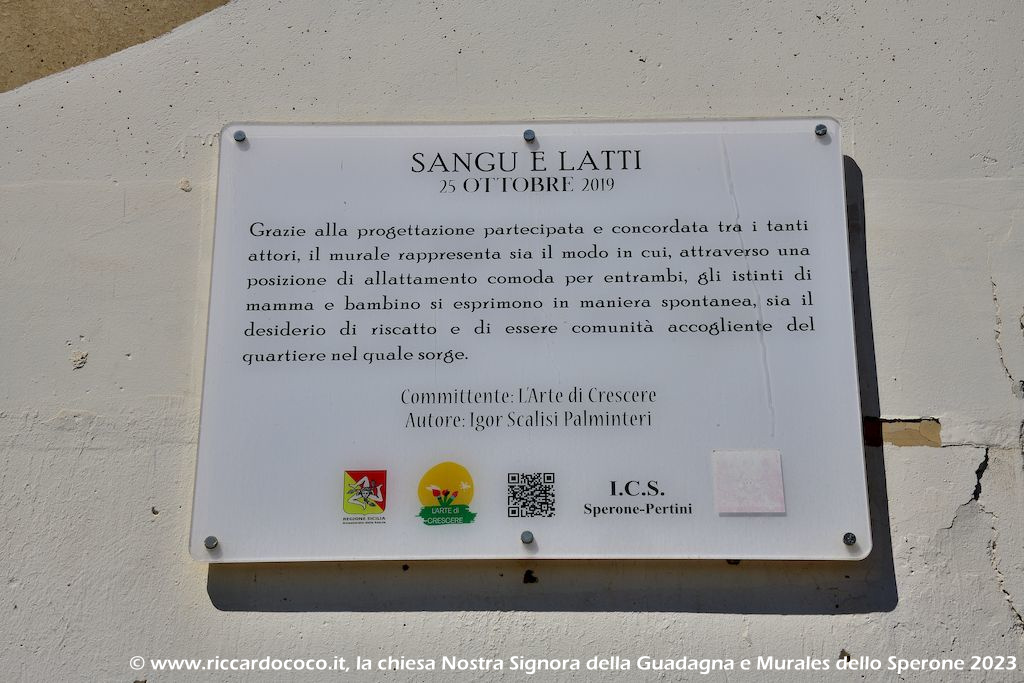 SANGU E LATTI
25 OTTOBRE 2019
Grazie alla progettazione partecipata e concordata tra i tanti
attori, il murale rappresenta sia il modo in cui, attraverso una
posizione di allattamento comoda per entrambi, gli istinti di
mamma e bambino si esprimono in maniera spontanea, sia il
desiderio di riscatto e di essere comunità accogliente del
quartiere nel quale sorge.
Committente: L'Arte di Crescere
Autore: Igor Scalisi Palminteri
REGIONE SICILIA
L'ARTE di
CRESCERE
I.C.S.
Sperone-Pertini
© www.riccardococo.it, la chiesa Nostra Signora della Guadagna e Murales dello Sperone 2023